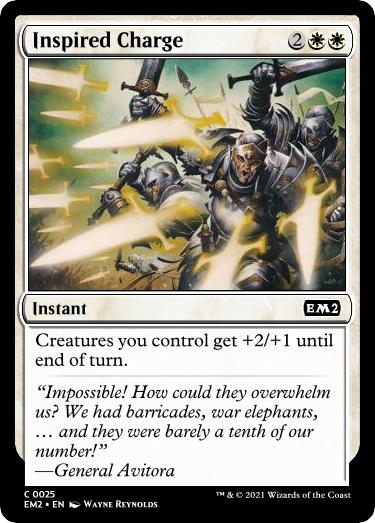 Inspired Charge 2
Instant EM2
Creatures you control get +2/+1 until
end of turn.
“Impossible! How could they overwhelm
us? We had barricades, war elephants,
… and they were barely a tenth of our
number!”
—General Avitora
C 0025
EM2 • EN Wayne Reynolds ™ & © 2021 Wizards of the Coast